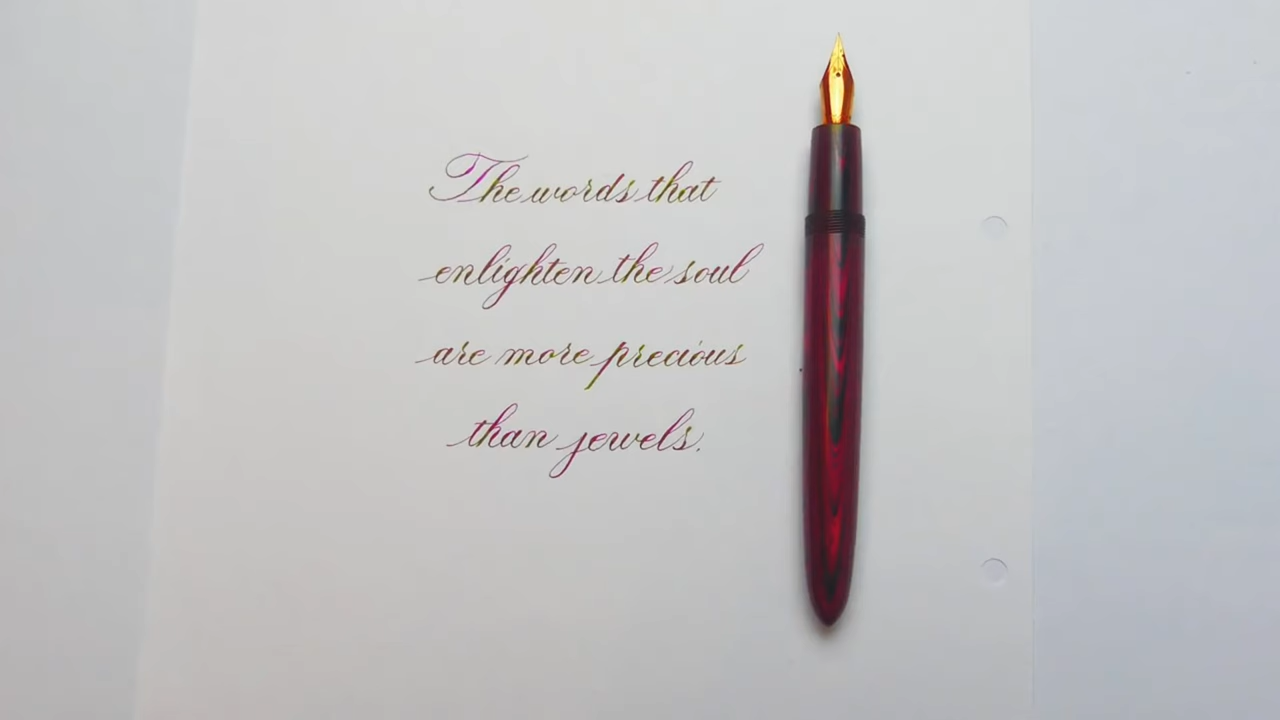 The words that
enlighten the soul
are more precious
than jewels.